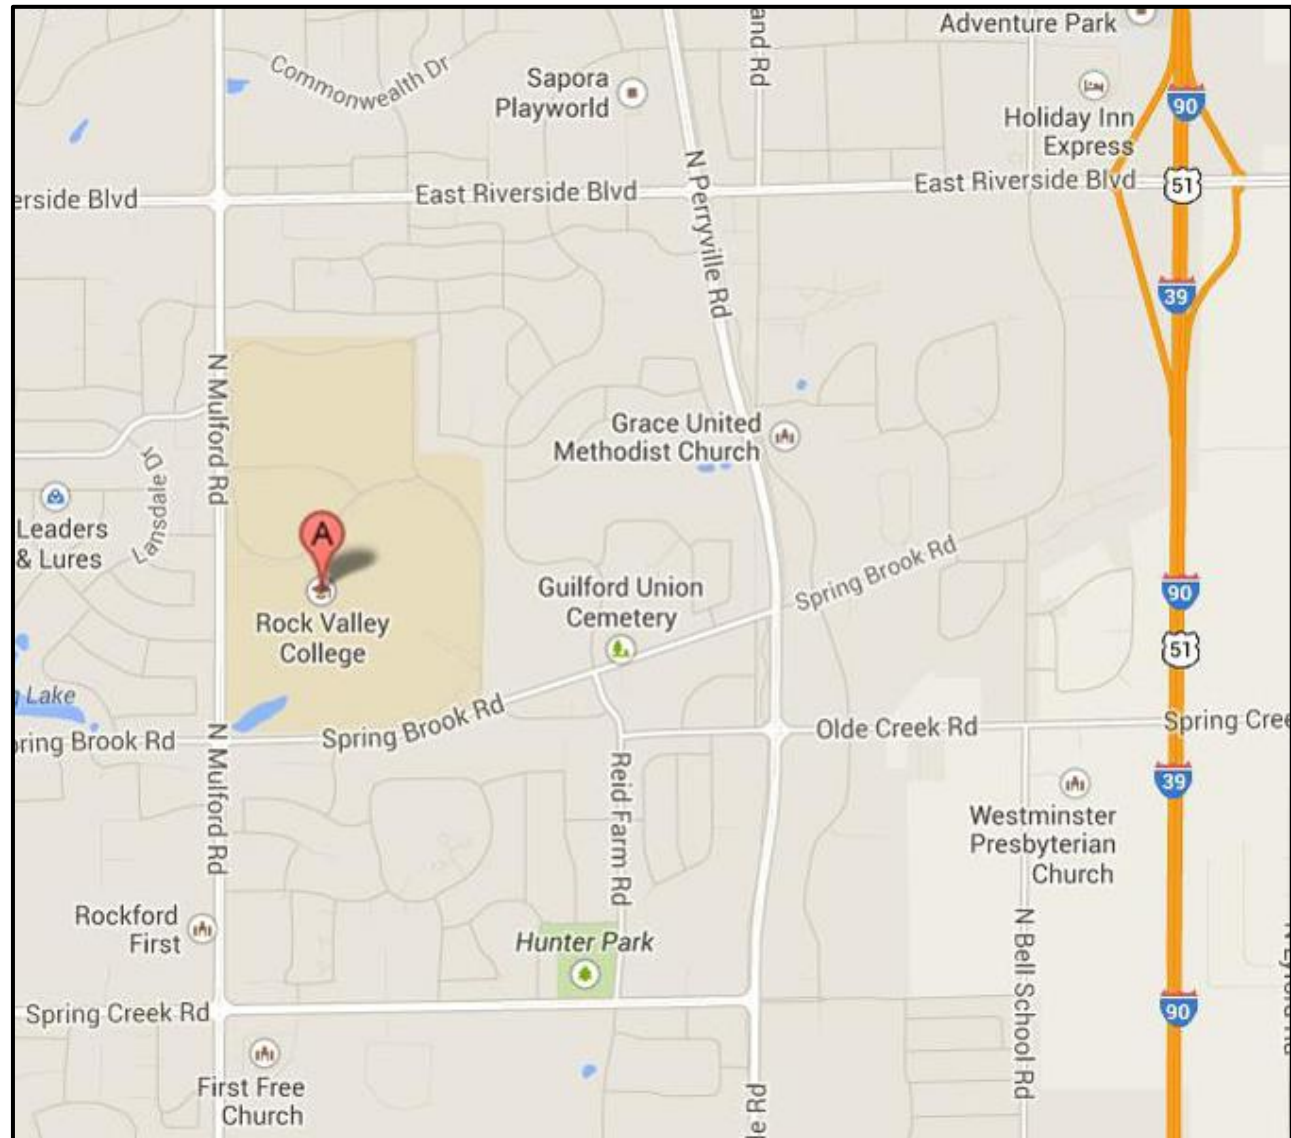 Adventure Park
and Rd
Commonwealth Dr
Sapora
Playworld
90
Holiday Inn
Express
erside Blvd
East Riverside Blvd
N Perryville Rd
East Riverside Blvd
51
39
N Mulford Rd
Grace United
Methodist Church
Lansdale Dr
Leaders
& Lures
A
Rock Valley
College
Guilford Union
Cemetery
Spring Brook Rd
90
51
Lake
ring Brook Rd
N Mulford Rd
Spring Brook Rd
Olde Creek Rd
Spring Cree
Reid Farm Rd
39
Westminster
Presbyterian
Church
Rockford
First
Hunter Park
N Bell School Rd
Spring Creek Rd
90
First Free
Church
le Rd